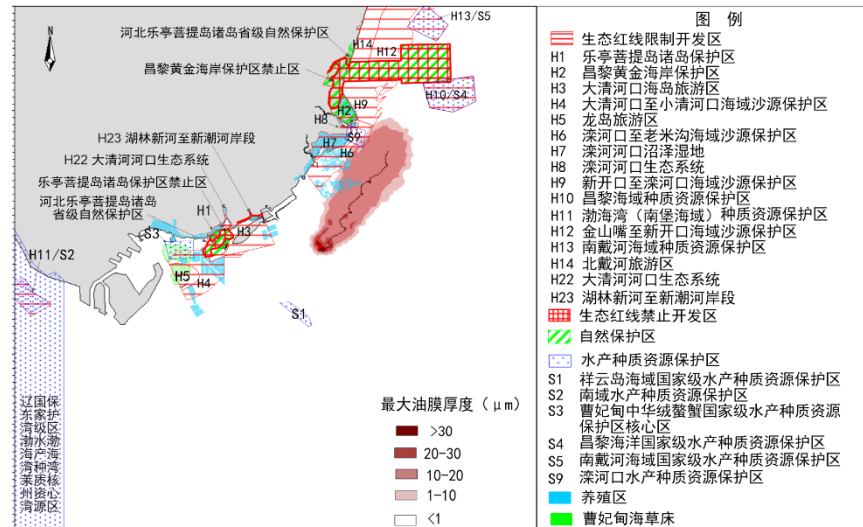 N
河北乐亭菩提岛诸岛省级自然保护区
H14
H12
H13/S5
昌黎黄金海岸保护区禁止区
H10/S4
H2
H9
H8
S9
H7
H6
H23 湖林新河至新潮河岸段
H22 大清河河口生态系统
乐亭菩提岛诸岛保护区禁止区
河北乐亭菩提岛诸岛
省级自然保护区
H1
H3
S3
H5
H4
H11/S2
S1
辽国保
东家护
湾级区
渤水渤
海产海
湾种湾
莱质核
州资心
湾源区
最大油膜厚度（μm）
>30
20-30
10-20
1-10
<1
图 例
生态红线限制开发区
H1 乐亭菩提岛诸岛保护区
H2 昌黎黄金海岸保护区
H3 大清河口海岛旅游区
H4 大清河口至小清河口海域沙源保护区
H5 龙岛旅游区
H6 滦河口至老米沟海域沙源保护区
H7 滦河河口沼泽湿地
H8 滦河河口生态系统
H9 新开口至滦河口海域沙源保护区
H10 昌黎海域种质资源保护区
H11 渤海湾（南堡海域）种质资源保护区
H12 金山嘴至新开口海域沙源保护区
H13 南戴河海域种质资源保护区
H14 北戴河旅游区
H22 大清河河口生态系统
H23 湖林新河至新潮河岸段
生态红线禁止开发区
自然保护区
水产种质资源保护区
S1 祥云岛海域国家级水产种质资源保护区
S2 南域水产种质资源保护区
S3 曹妃甸中华绒螯蟹国家级水产种质资源
保护区核心区
S4 昌黎海洋国家级水产种质资源保护区
S5 南戴河海域国家级水产种质资源保护区
S9 滦河口水产种质资源保护区
养殖区
曹妃甸海草床